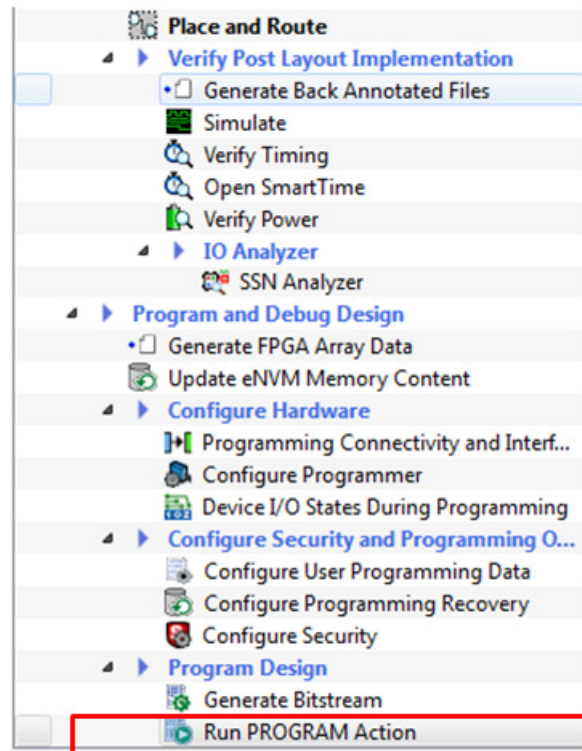 Place and Route
Verify Post Layout Implementation
Generate Back Annotated Files
Simulate
Verify Timing
Open SmartTime
Verify Power
IO Analyzer
SSN Analyzer
Program and Debug Design
Generate FPGA Array Data
Update eNVM Memory Content
Configure Hardware
Programming Connectivity and Interf...
Configure Programmer
Device I/O States During Programming
Configure Security and Programming O...
Configure User Programming Data
Configure Programming Recovery
Configure Security
Program Design
Generate Bitstream
Run PROGRAM Action